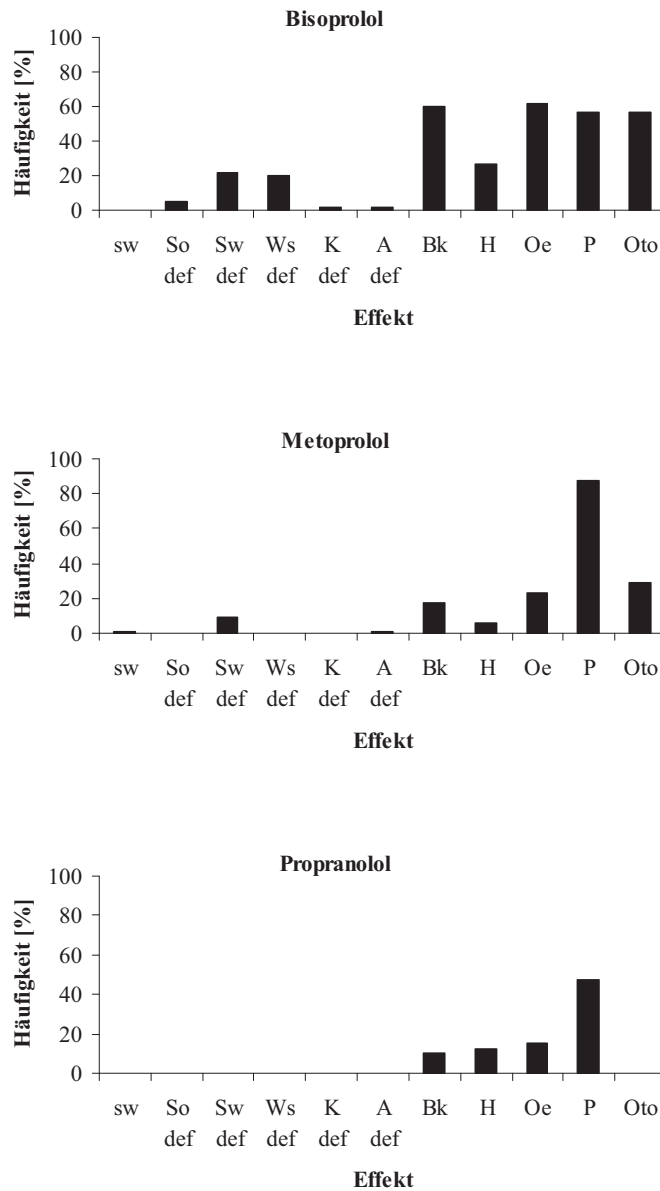 Bisoprolol
Häufigkeit [%]
100
80
60
40
20
0
sw So Sw Ws K A Bk H Oe P Oto
def def def def def
Effekt
Metoprolol
Häufigkeit [%]
100
80
60
40
20
0
sw So Sw Ws K A Bk H Oe P Oto
def def def def def
Effekt
Propranolol
Häufigkeit [%]
100
80
60
40
20
0
sw So Sw Ws K A Bk H Oe P Oto
def def def def def
Effekt